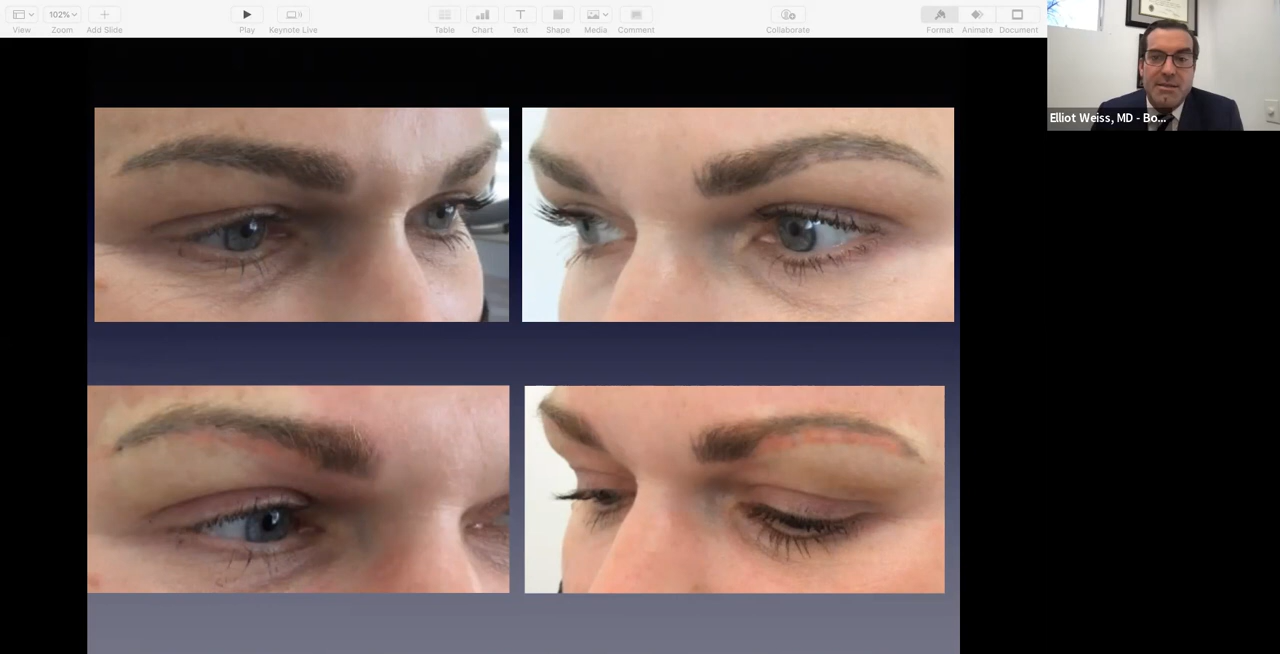 102%
View
Zoom
Add Slide
Play
Keynote Live
Table
Chart
Text
Shape
Media
Comment
Collaborate
Format
Animate
Document
Elliot Weiss, MD - Bo...